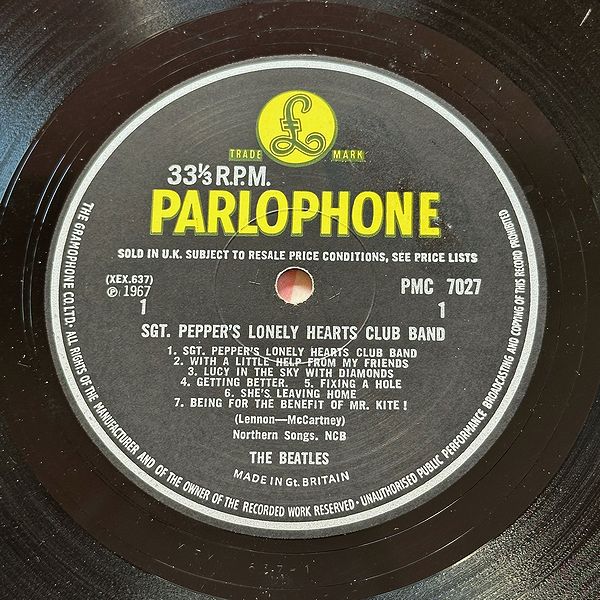 £
TRADE MARK
33⅓ R.P.M.
PARLOPHONE
SOLD IN U.K. SUBJECT TO RESALE PRICE CONDITIONS, SEE PRICE LISTS
(XEX.637)
Ⓟ 1967
1
PMC 7027
1
SGT. PEPPER'S LONELY HEARTS CLUB BAND
1. SGT. PEPPER'S LONELY HEARTS CLUB BAND
2. WITH A LITTLE HELP FROM MY FRIENDS
3. LUCY IN THE SKY WITH DIAMONDS
4. GETTING BETTER. 5. FIXING A HOLE
6. SHE'S LEAVING HOME
7. BEING FOR THE BENEFIT OF MR. KITE!
(Lennon—McCartney)
Northern Songs. NCB
THE BEATLES
MADE IN Gt. BRITAIN
THE GRAMOPHONE CO. LTD. · ALL RIGHTS OF THE MANUFACTURER AND OF THE OWNER OF THE RECORDED WORK RESERVED · UNAUTHORISED PUBLIC PERFORMANCE BROADCASTING AND COPYING OF THIS RECORD PROHIBITED